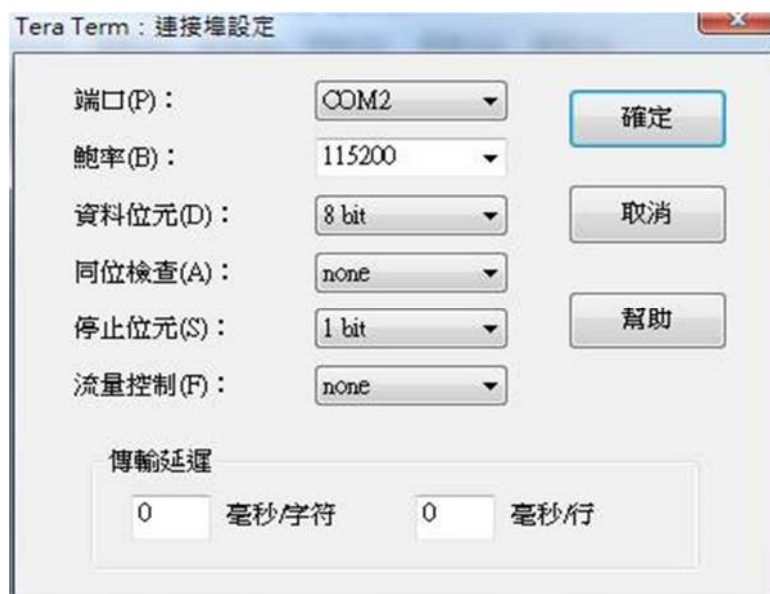 Tera Term：連接埠設定
端口(P)： COM2
確定
鮑率(B)： 115200
資料位元(D)： 8 bit
取消
同位檢查(A)： none
停止位元(S)： 1 bit
幫助
流量控制(F)： none
傳輸延遲
0 毫秒/字符 0 毫秒/行